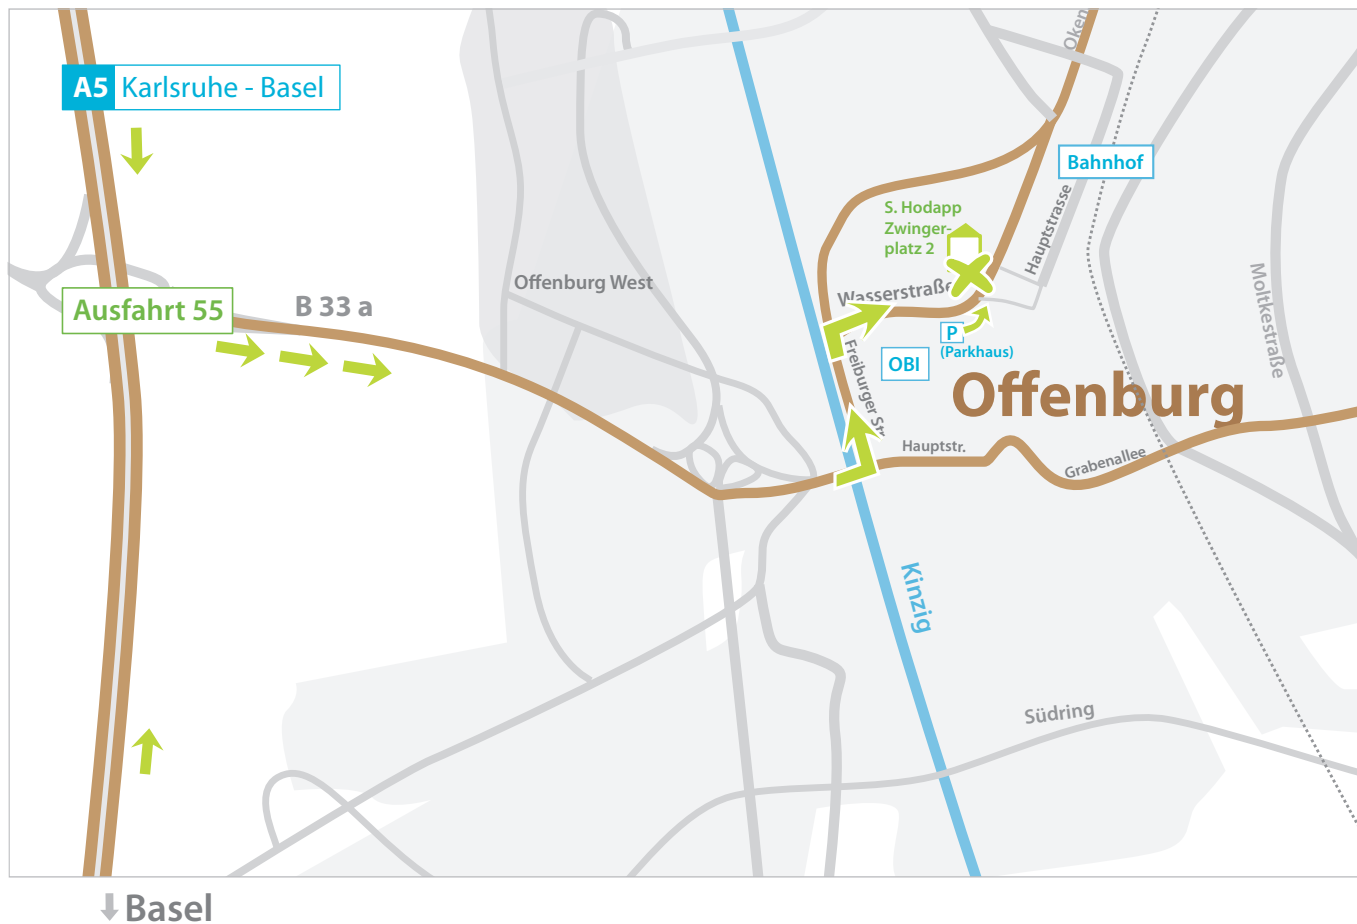 Oken
A5 Karlsruhe - Basel
Bahnhof
S. Hodapp
Zwinger-
platz 2
Hauptstrasse
Offenburg West
Wasserstraße
Ausfahrt 55
B 33 a
Moltkestraße
P
(Parkhaus)
OBI
Freiburger Str.
Offenburg
Hauptstr.
Grabenallee
Kinzig
Südring
Basel